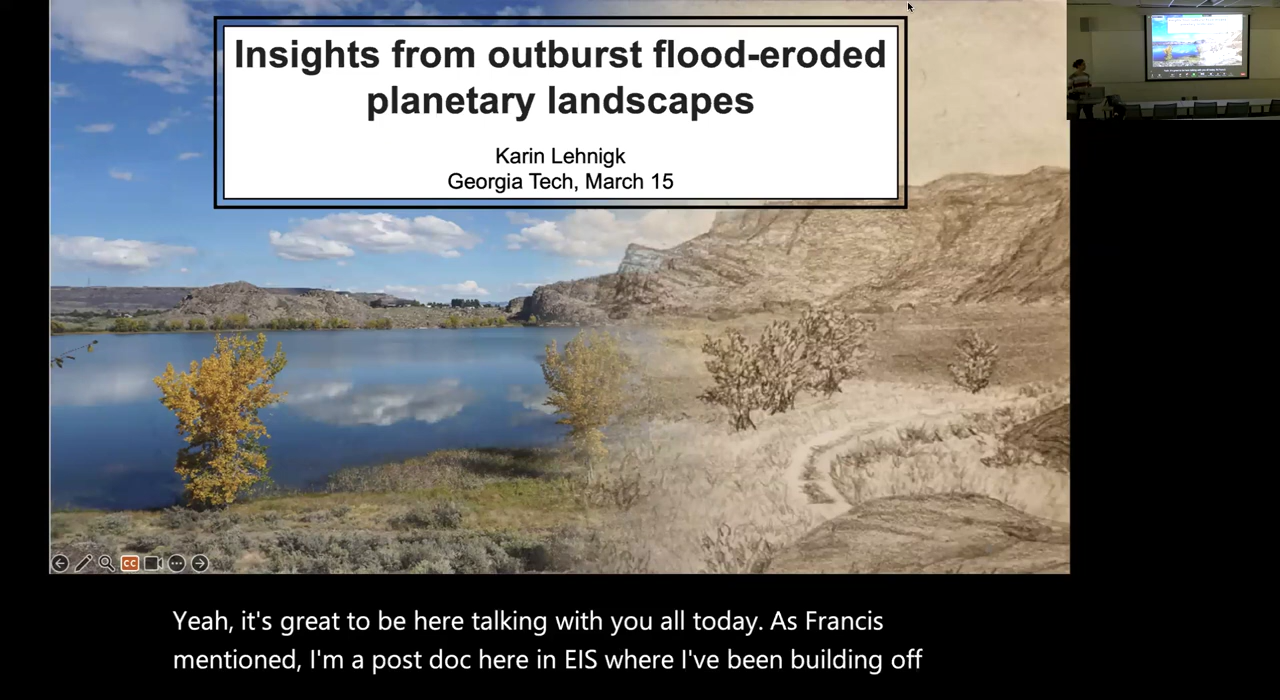 Insights from outburst flood-eroded
planetary landscapes
Karin Lehnigk
Georgia Tech, March 15
CC
Yeah, it's great to be here talking with you all today. As Francis
mentioned, I'm a post doc here in EIS where I've been building off